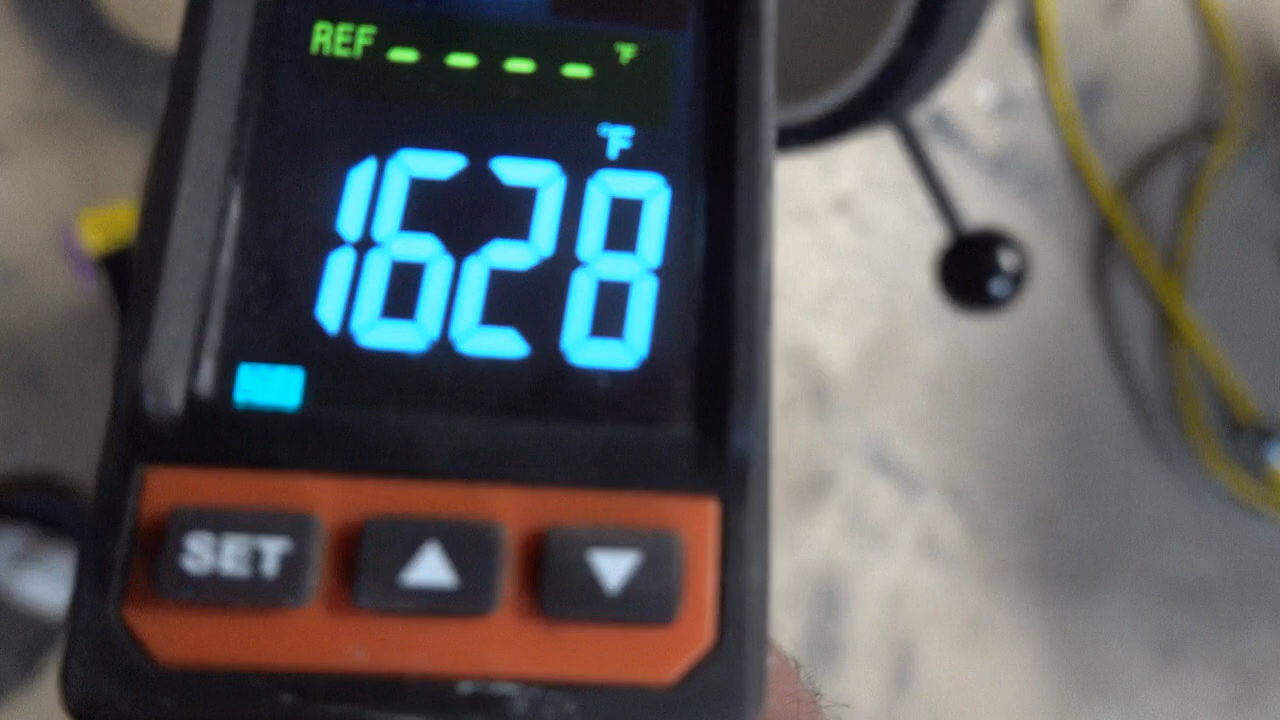 REF ---- °F
°F
1628
SET